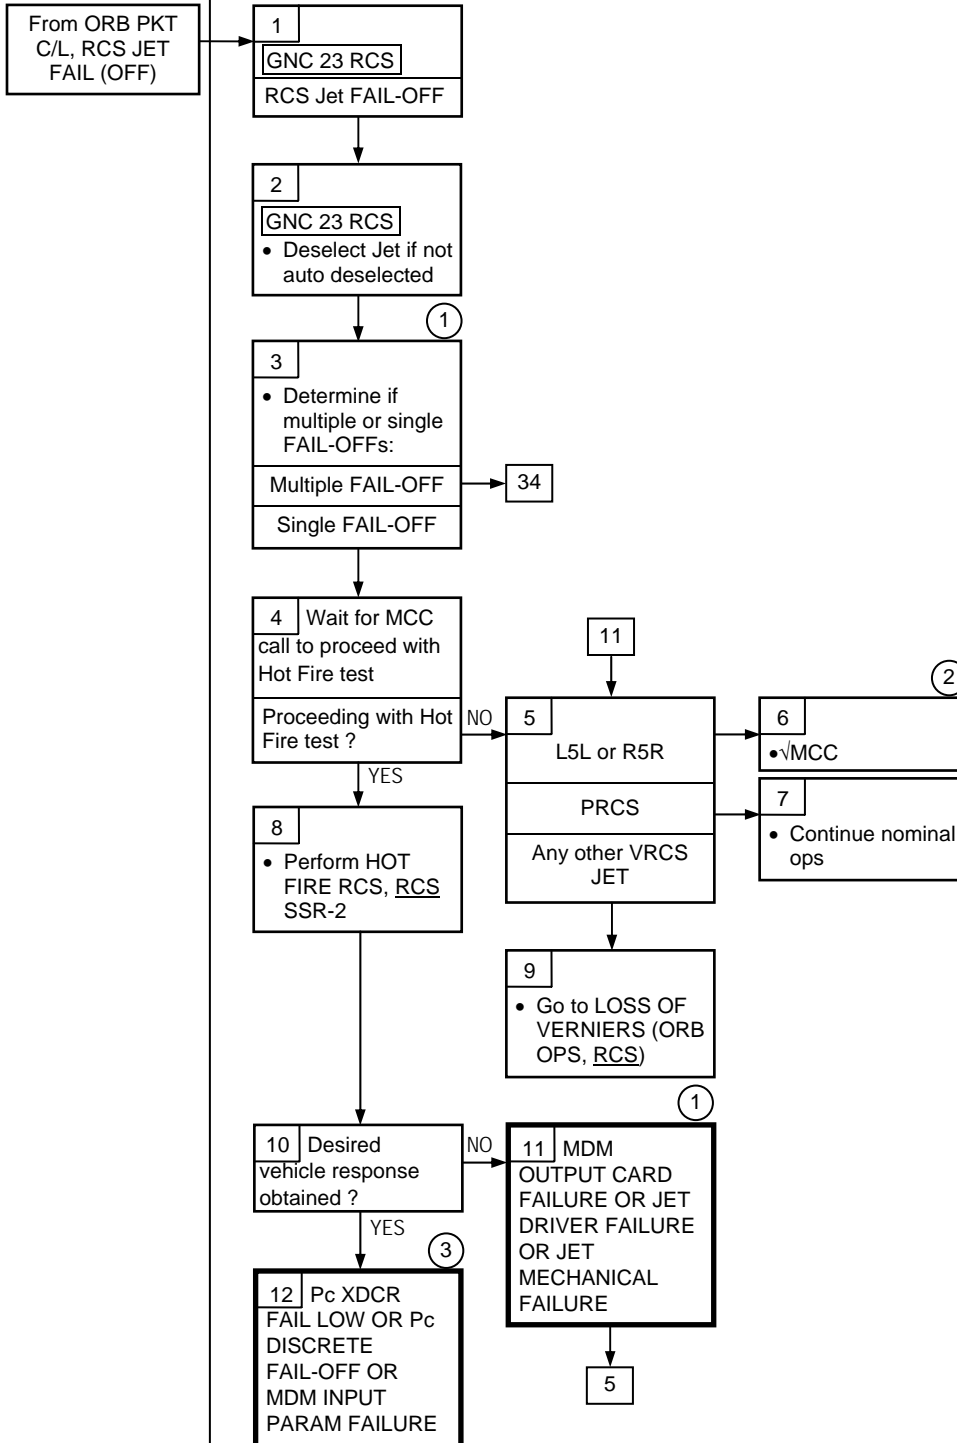 From ORB PKT
C/L, RCS JET
FAIL (OFF)
1
GNC 23 RCS
RCS Jet FAIL-OFF
2
GNC 23 RCS
• Deselect Jet if not
auto deselected
1
3
• Determine if
multiple or single
FAIL-OFFs:
Multiple FAIL-OFF
34
Single FAIL-OFF
4 Wait for MCC
call to proceed with
Hot Fire test
Proceeding with Hot
Fire test ?
NO
YES
11
5
L5L or R5R
PRCS
Any other VRCS
JET
2
6
•√MCC
7
• Continue nominal
ops
8
• Perform HOT
FIRE RCS, RCS
SSR-2
9
• Go to LOSS OF
VERNIERS (ORB
OPS, RCS)
10 Desired
vehicle response
obtained ?
NO
YES
1
11 MDM
OUTPUT CARD
FAILURE OR JET
DRIVER FAILURE
OR JET
MECHANICAL
FAILURE
5
3
12 Pc XDCR
FAIL LOW OR Pc
DISCRETE
FAIL-OFF OR
MDM INPUT
PARAM FAILURE